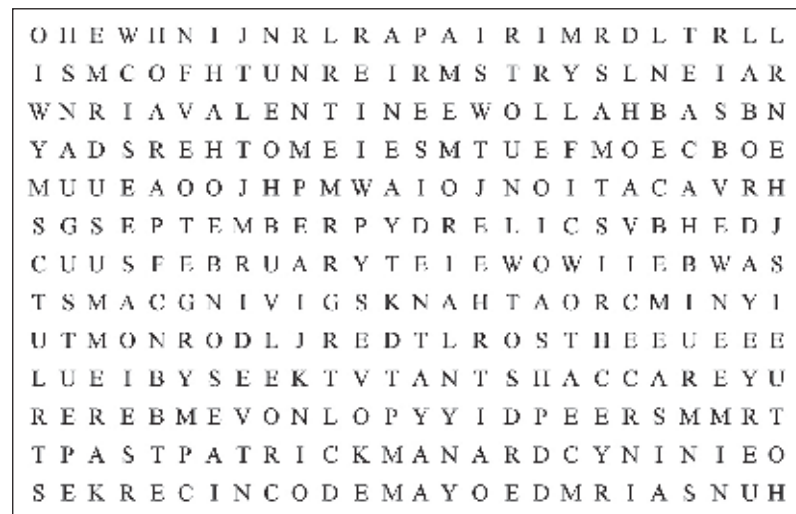 O H E W H N I J N R L R A P A I R I M R D L T R L L
I S M C O F H T U N R E I R M S T R Y S L N E I A R
W N R I A V A L E N T I N E E W O L L A H B A S B N
Y A D S R E H T O M E I E S M T U E F M O E C B O E
M U U E A O O J H P M W A I O J N O I T A C A V R H
S G S E P T E M B E R P Y D R E L I C S V B H E D J
C U U S F E B R U A R Y T E I E W O W I I E B W A S
T S M A C G N I V I G S K N A H T A O R C M I N Y I
U T M O N R O D L J R E D T L R O S T H E E U E E E
L U E I B Y S E E K T V T A N T S H A C C A R E Y U
R E R E B M E V O N L O P Y Y I D P E E R S M M R T
T P A S T P A T R I C K M A N A R D C Y N I N I E O
S E K R E C I N C O D E M A Y O E D M R I A S N U H